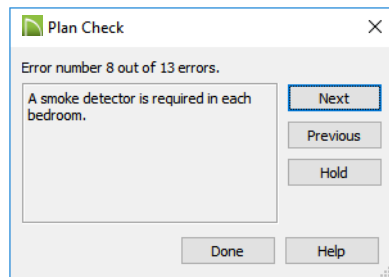 Plan Check
Error number 8 out of 13 errors.
A smoke detector is required in each
bedroom.
Next
Previous
Hold
Done
Help